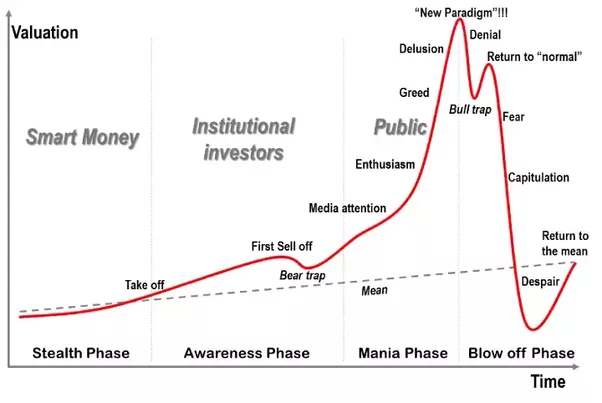 Valuation
"New Paradigm"!!!
Denial
Delusion
Return to "normal"
Greed
Bull trap
Fear
Smart Money
Institutional
investors
Public
Enthusiasm
Capitulation
Media attention
First Sell off
Bear trap
Return to
the mean
Take off
Mean
Despair
Stealth Phase
Awareness Phase
Mania Phase
Blow off Phase
Time